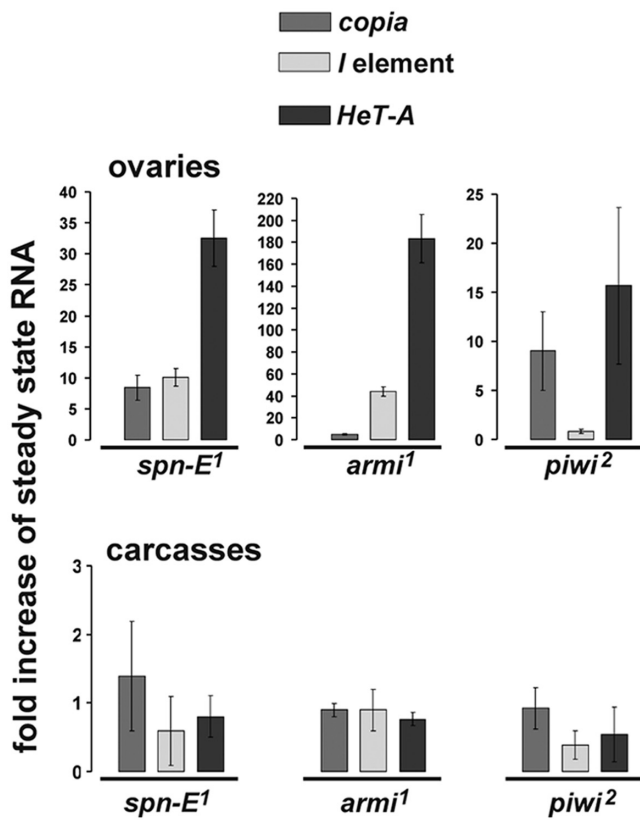 copia
I element
HeT-A
ovaries
fold increase of steady state RNA
40
35
30
25
20
15
10
5
0
spn-E1
220
200
180
160
140
120
100
80
60
40
20
0
armi1
25
20
15
10
5
0
piwi2
carcasses
3
2
1
0
spn-E1
armi1
piwi2